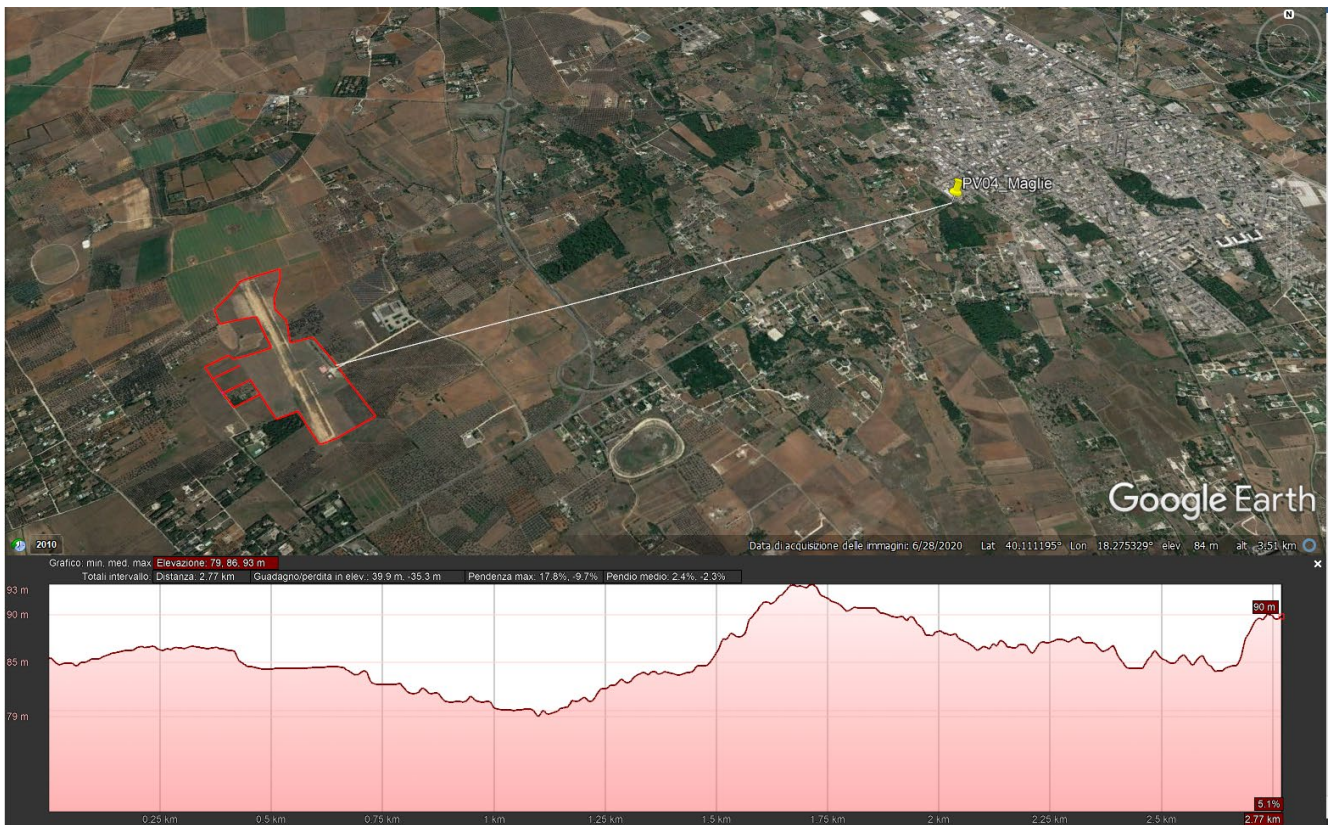 N
PV04_Maglie
Google Earth
2010
Data di acquisizione delle immagini: 6/28/2020 Lat 40.111195° Lon 18.275329° elev 84 m alt 3.51 km
Grafico: min. med. max Elevazione: 79, 86, 93 m
Totali intervallo: Distanza: 2.77 km Guadagno/perdita in elev.: 39.9 m, -35.3 m Pendenza max: 17.8%, -9.7% Pendio medio: 2.4%, -2.3%
93 m
90 m
90 m
85 m
79 m
5.1%
0.25 km 0.5 km 0.75 km 1 km 1.25 km 1.5 km 1.75 km 2 km 2.25 km 2.5 km 2.77 km